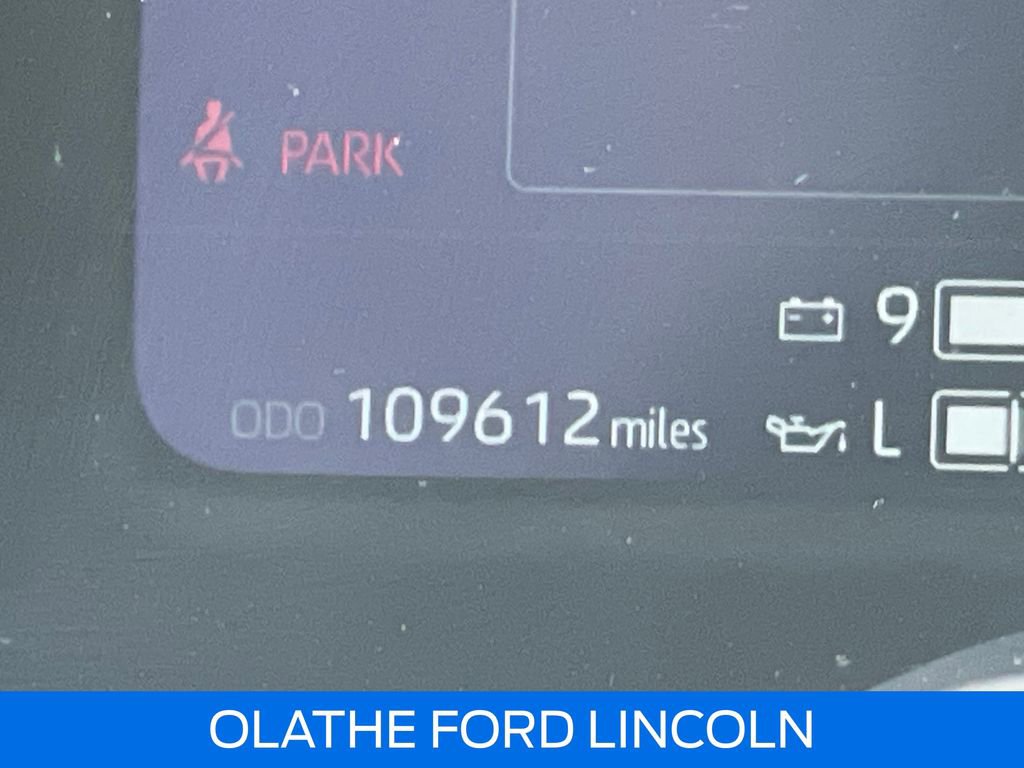 PARK
9
ODO 109612 miles
L
OLATHE FORD LINCOLN